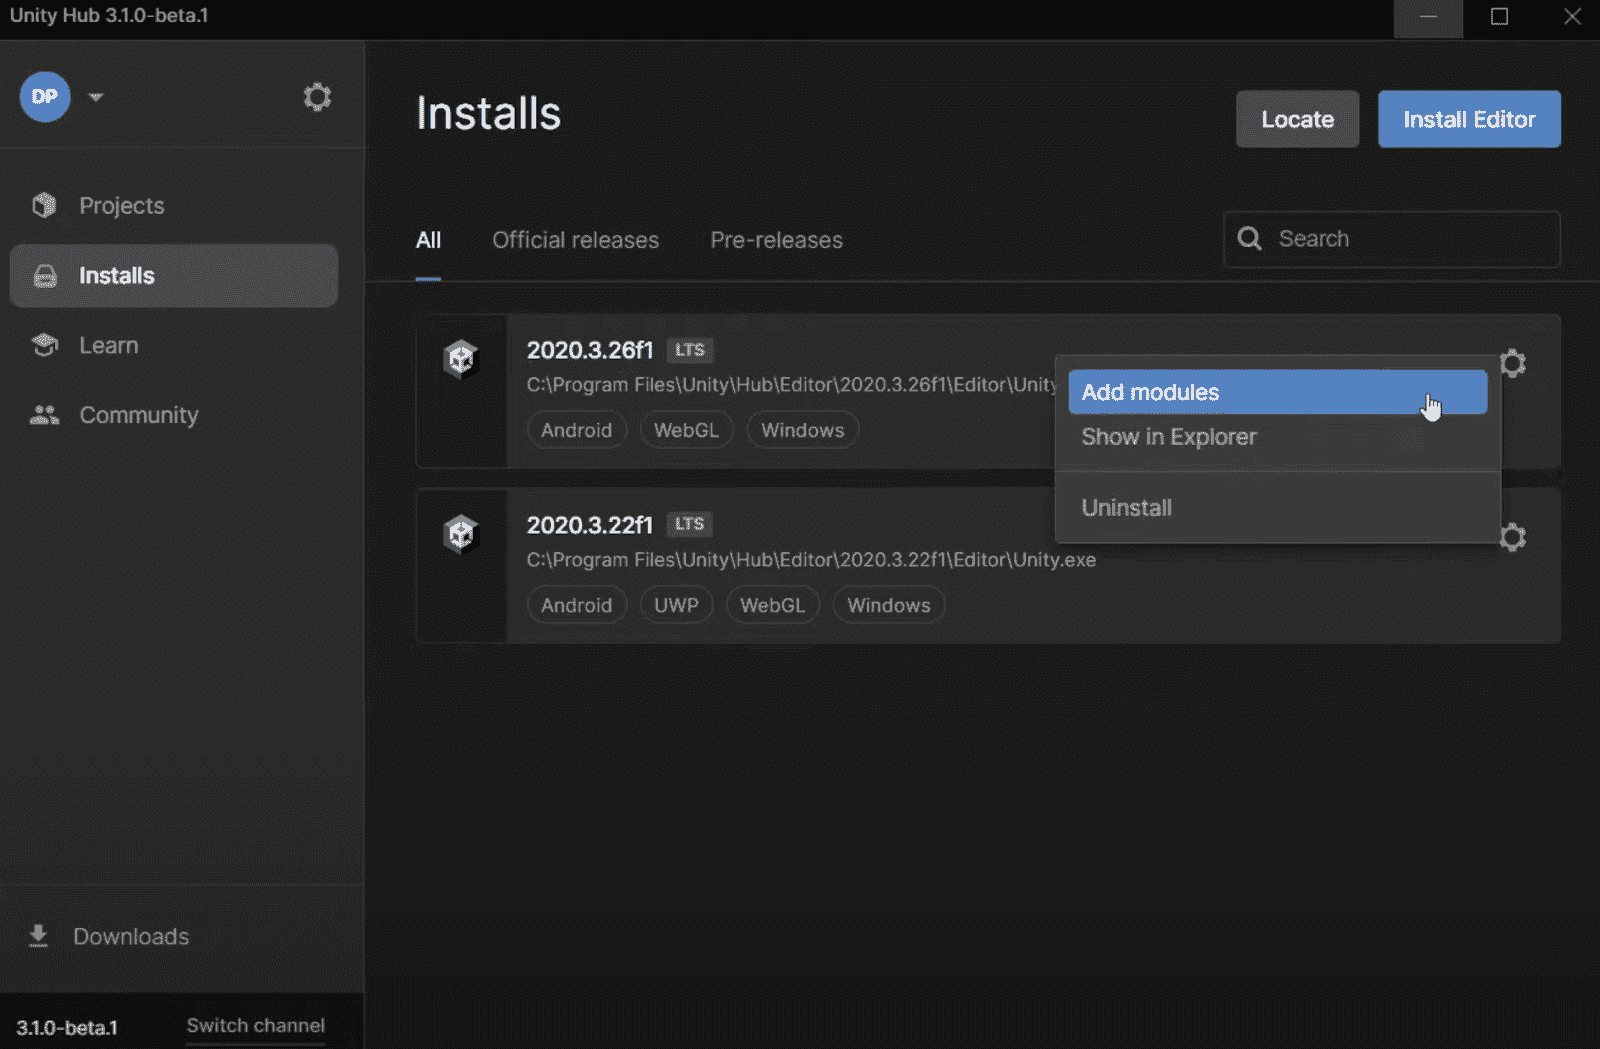 Unity Hub 3.1.0-beta.1
DP
Projects
Installs
Learn
Community
Downloads
3.1.0-beta.1 Switch channel
Installs
Locate Install Editor
All Official releases Pre-releases Search
2020.3.26f1 LTS
C:\Program Files\Unity\Hub\Editor\2020.3.26f1\Editor\Unity
Android WebGL Windows
Add modules
Show in Explorer
Uninstall
2020.3.22f1 LTS
C:\Program Files\Unity\Hub\Editor\2020.3.22f1\Editor\Unity.exe
Android UWP WebGL Windows